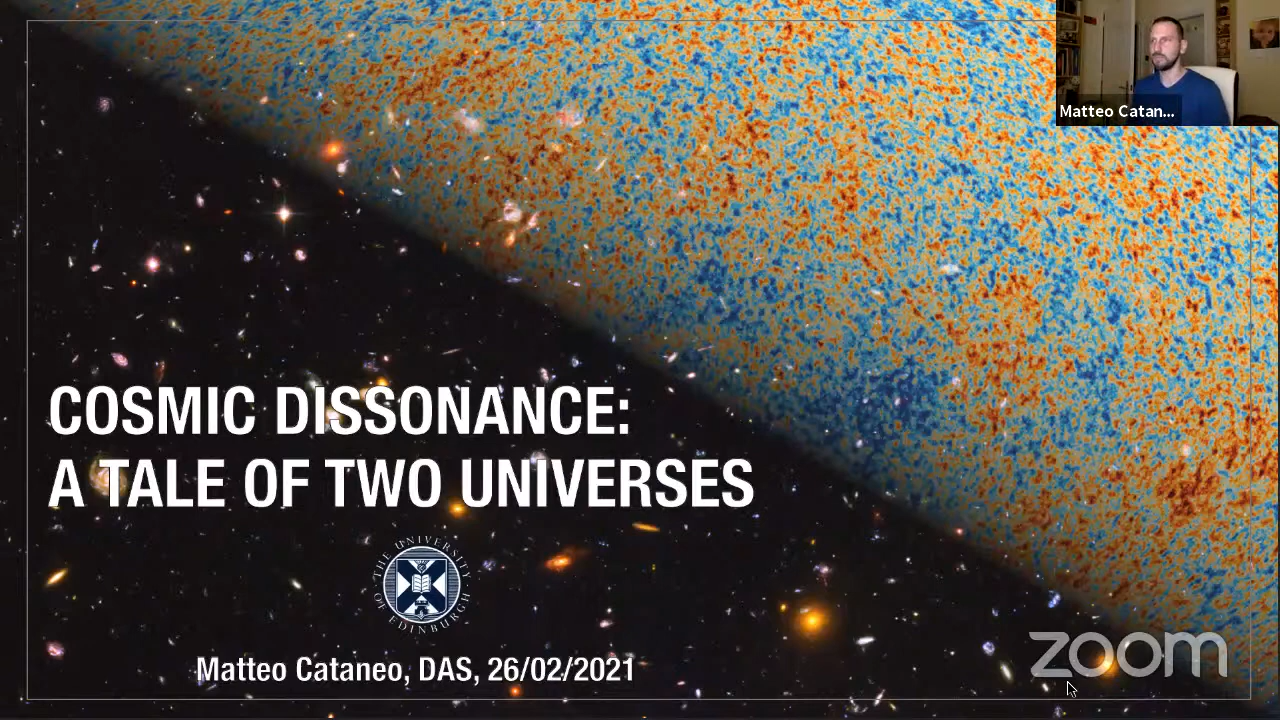 Matteo Catan...
COSMIC DISSONANCE:
A TALE OF TWO UNIVERSES
THE UNIVERSITY OF EDINBURGH
Matteo Cataneo, DAS, 26/02/2021
zoom